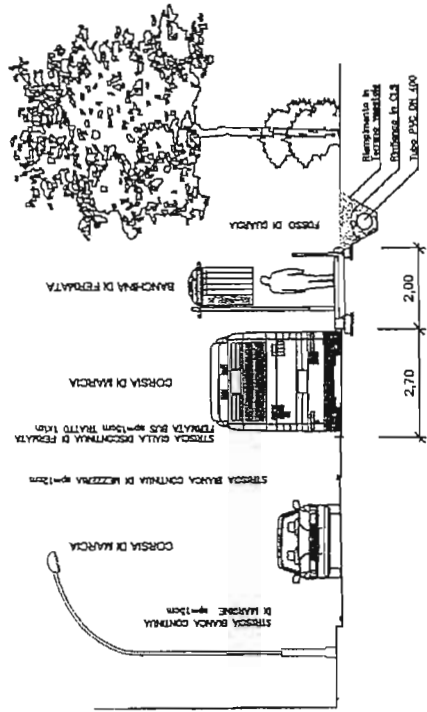 STRISCIA BIANCA CONTINUA
DI MARGINE sp=12cm
CORSIA DI MARCIA
STRISCIA BIANCA CONTINUA DI MEZZERIA sp=12cm
STRISCIA GIALLA DISCONTINUA DI FERMATA
FERMATA BUS sp=12cm TRATTO 1x1m
CORSIA DI MARCIA
BANCHINA DI FERMATA
FOSSO DI GUARDIA
Riempimento in
Terreno vegetale
Rinfianco in CLS
Tubo PVC DN 400
2,70
2,00